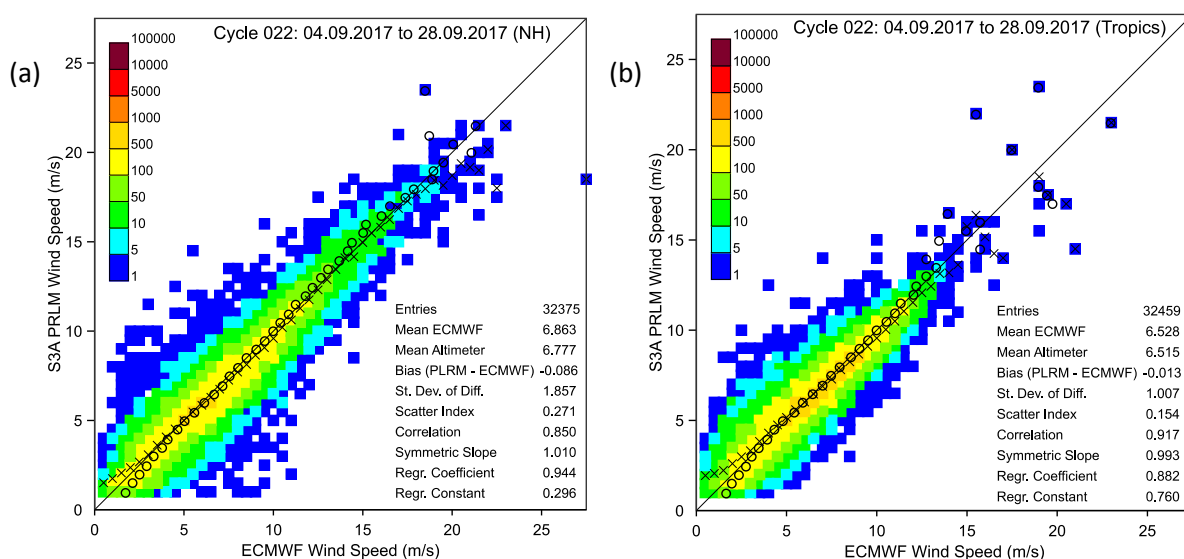 (a)
Cycle 022: 04.09.2017 to 28.09.2017 (NH)
100000
10000
5000
1000
500
100
50
10
5
1
S3A PRLM Wind Speed (m/s)
25
20
15
10
5
0
Entries 32375
Mean ECMWF 6.863
Mean Altimeter 6.777
Bias (PLRM - ECMWF) -0.086
St. Dev. of Diff. 1.857
Scatter Index 0.271
Correlation 0.850
Symmetric Slope 1.010
Regr. Coefficient 0.944
Regr. Constant 0.296
0 5 10 15 20 25
ECMWF Wind Speed (m/s)
(b)
Cycle 022: 04.09.2017 to 28.09.2017 (Tropics)
100000
10000
5000
1000
500
100
50
10
5
1
S3A PRLM Wind Speed (m/s)
25
20
15
10
5
0
Entries 32459
Mean ECMWF 6.528
Mean Altimeter 6.515
Bias (PLRM - ECMWF) -0.013
St. Dev. of Diff. 1.007
Scatter Index 0.154
Correlation 0.917
Symmetric Slope 0.993
Regr. Coefficient 0.882
Regr. Constant 0.760
0 5 10 15 20 25
ECMWF Wind Speed (m/s)